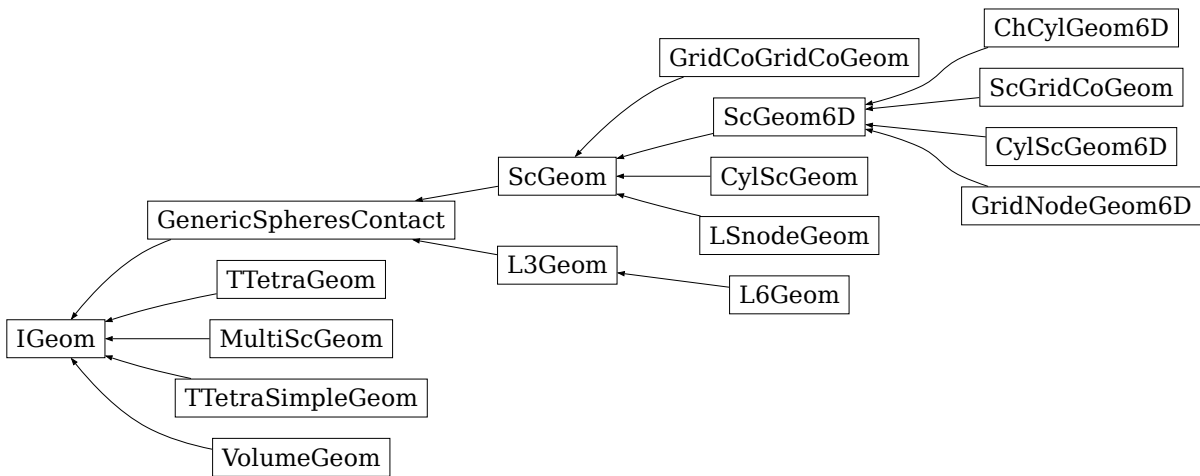 ChCylGeom6D
GridCoGridCoGeom
ScGridCoGeom
ScGeom6D
CylScGeom6D
ScGeom
CylScGeom
GridNodeGeom6D
GenericSpheresContact
LSnodeGeom
L3Geom
TTetraGeom
L6Geom
IGeom
MultiScGeom
TTetraSimpleGeom
VolumeGeom